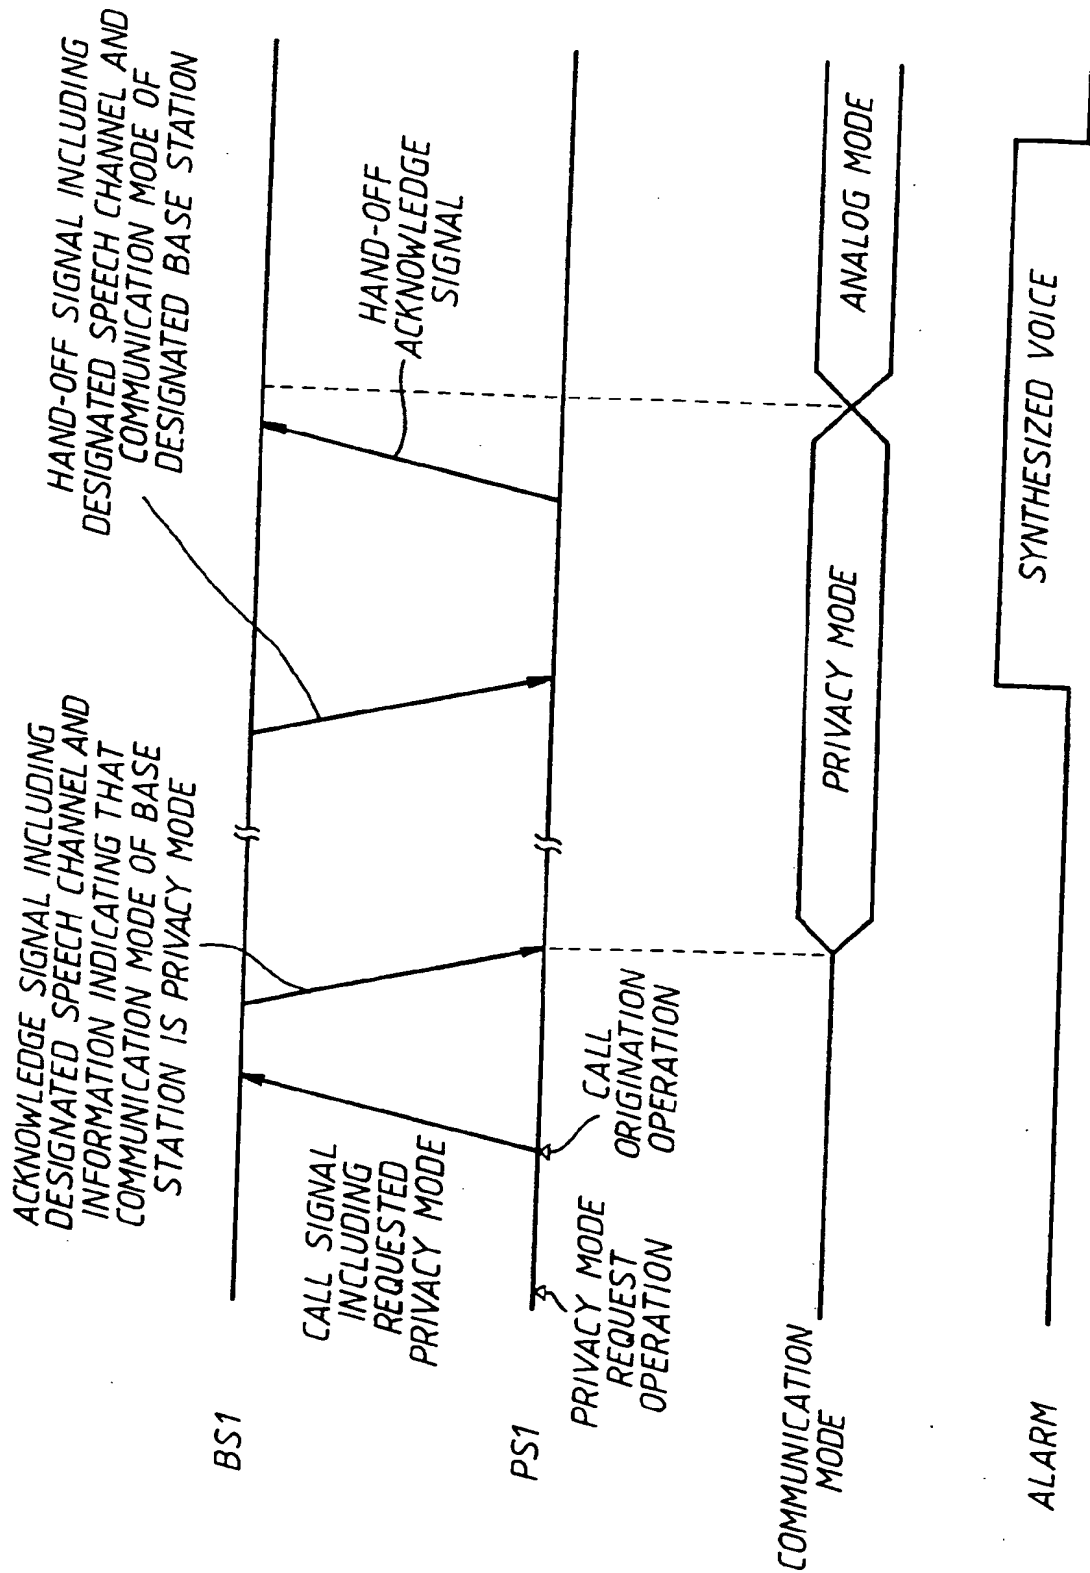 ACKNOWLEDGE SIGNAL INCLUDING
DESIGNATED SPEECH CHANNEL AND
INFORMATION INDICATING THAT
COMMUNICATION MODE OF BASE
STATION IS PRIVACY MODE
HAND-OFF SIGNAL INCLUDING
DESIGNATED SPEECH CHANNEL AND
COMMUNICATION MODE OF
DESIGNATED BASE STATION
BS1
CALL SIGNAL
INCLUDING
REQUESTED
PRIVACY MODE
HAND-OFF
ACKNOWLEDGE
SIGNAL
PS1
PRIVACY MODE
REQUEST
OPERATION
CALL
ORIGINATION
OPERATION
COMMUNICATION
MODE
PRIVACY MODE
ANALOG MODE
ALARM
SYNTHESIZED VOICE